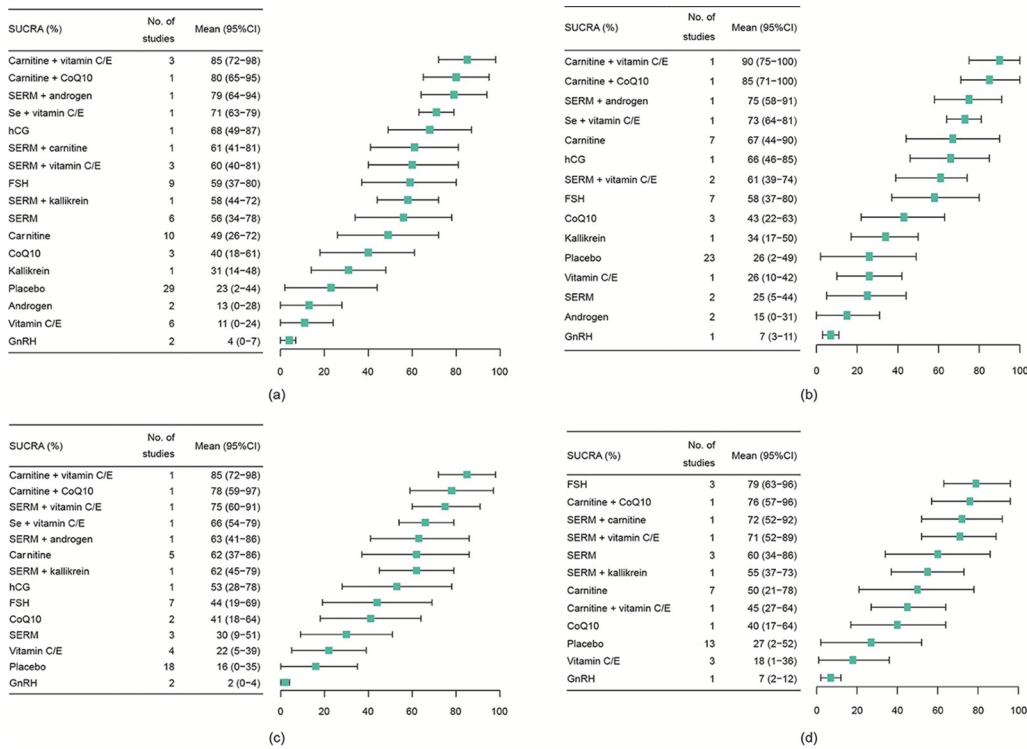 SUCRA (%) No. of studies Mean (95%CI)
Carnitine + vitamin C/E 3 85 (72–98)
Carnitine + CoQ10 1 80 (65–95)
SERM + androgen 1 79 (64–94)
Se + vitamin C/E 1 71 (63–79)
hCG 1 68 (49–87)
SERM + carnitine 1 61 (41–81)
SERM + vitamin C/E 3 60 (40–81)
FSH 9 59 (37–80)
SERM + kallikrein 1 58 (44–72)
SERM 6 56 (34–78)
Carnitine 10 49 (26–72)
CoQ10 3 40 (18–61)
Kallikrein 1 31 (14–48)
Placebo 29 23 (2–44)
Androgen 2 13 (0–28)
Vitamin C/E 6 11 (0–24)
GnRH 2 4 (0–7)
0 20 40 60 80 100
(a)
SUCRA (%) No. of studies Mean (95%CI)
Carnitine + vitamin C/E 1 90 (75–100)
Carnitine + CoQ10 1 85 (71–100)
SERM + androgen 1 75 (58–91)
Se + vitamin C/E 1 73 (64–81)
Carnitine 7 67 (44–90)
hCG 1 66 (46–85)
SERM + vitamin C/E 2 61 (39–74)
FSH 7 58 (37–80)
CoQ10 3 43 (22–63)
Kallikrein 1 34 (17–50)
Placebo 23 26 (2–49)
Vitamin C/E 1 26 (10–42)
SERM 2 25 (5–44)
Androgen 2 15 (0–31)
GnRH 1 7 (3–11)
0 20 40 60 80 100
(b)
SUCRA (%) No. of studies Mean (95%CI)
Carnitine + vitamin C/E 1 85 (72–98)
Carnitine + CoQ10 1 78 (59–97)
SERM + vitamin C/E 1 75 (60–91)
Se + vitamin C/E 1 66 (54–79)
SERM + androgen 1 63 (41–86)
Carnitine 5 62 (37–86)
SERM + kallikrein 1 62 (45–79)
hCG 1 53 (28–78)
FSH 7 44 (19–69)
CoQ10 2 41 (18–64)
SERM 3 30 (9–51)
Vitamin C/E 4 22 (5–39)
Placebo 18 16 (0–35)
GnRH 2 2 (0–4)
0 20 40 60 80 100
(c)
SUCRA (%) No. of studies Mean (95%CI)
FSH 3 79 (63–96)
Carnitine + CoQ10 1 76 (57–96)
SERM + carnitine 1 72 (52–92)
SERM + vitamin C/E 1 71 (52–89)
SERM 3 60 (34–86)
SERM + kallikrein 1 55 (37–73)
Carnitine 7 50 (21–78)
Carnitine + vitamin C/E 1 45 (27–64)
CoQ10 1 40 (17–64)
Placebo 13 27 (2–52)
Vitamin C/E 3 18 (1–36)
GnRH 1 7 (2–12)
0 20 40 60 80 100
(d)